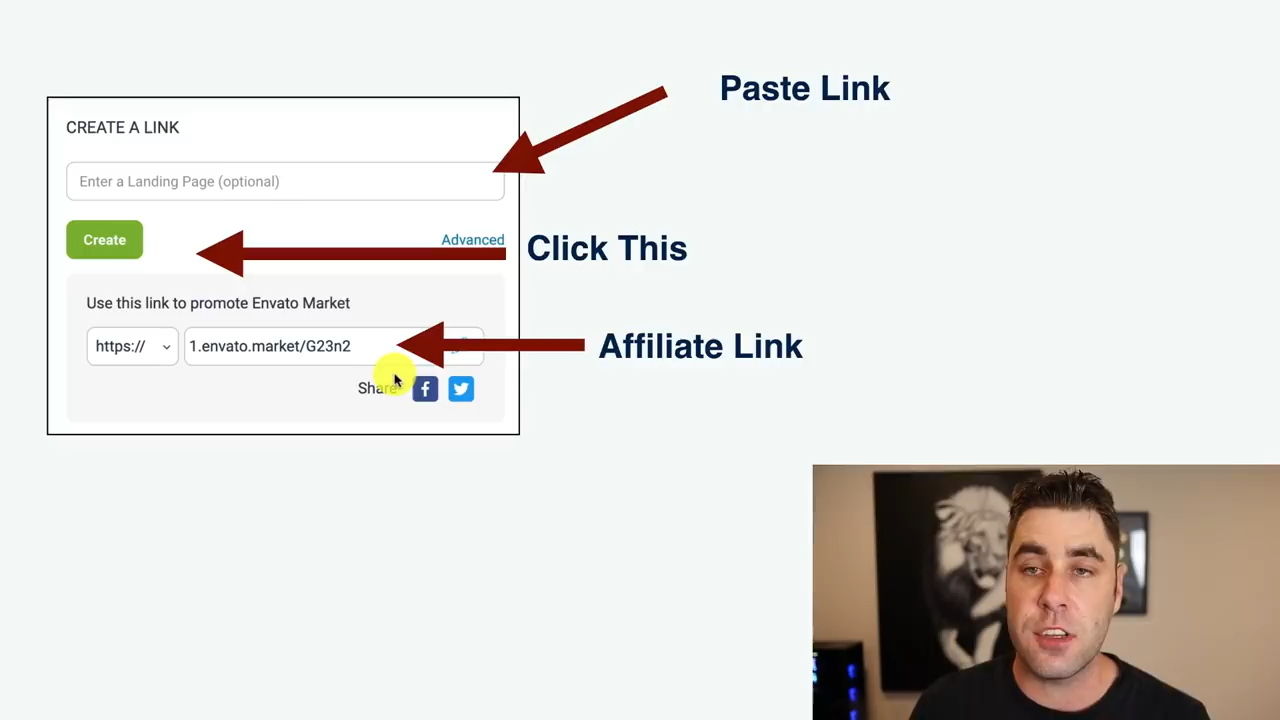 Paste Link
CREATE A LINK
Enter a Landing Page (optional)
Create
Advanced
Click This
Use this link to promote Envato Market
https://
1.envato.market/G23n2
Affiliate Link
Share
f